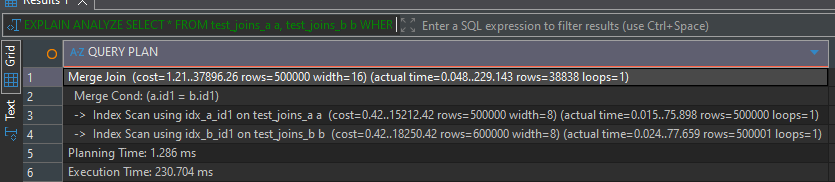 Results 1
EXPLAIN ANALYZE SELECT * FROM test_joins_a a, test_joins_b b WHER
Enter a SQL expression to filter results (use Ctrl+Space)
Grid
Text
A-Z QUERY PLAN
1 Merge Join (cost=1.21..37896.26 rows=500000 width=16) (actual time=0.048..229.143 rows=38838 loops=1)
2 Merge Cond: (a.id1 = b.id1)
3 -> Index Scan using idx_a_id1 on test_joins_a a (cost=0.42..15212.42 rows=500000 width=8) (actual time=0.015..75.898 rows=500000 loops=1)
4 -> Index Scan using idx_b_id1 on test_joins_b b (cost=0.42..18250.42 rows=600000 width=8) (actual time=0.024..77.659 rows=500001 loops=1)
5 Planning Time: 1.286 ms
6 Execution Time: 230.704 ms